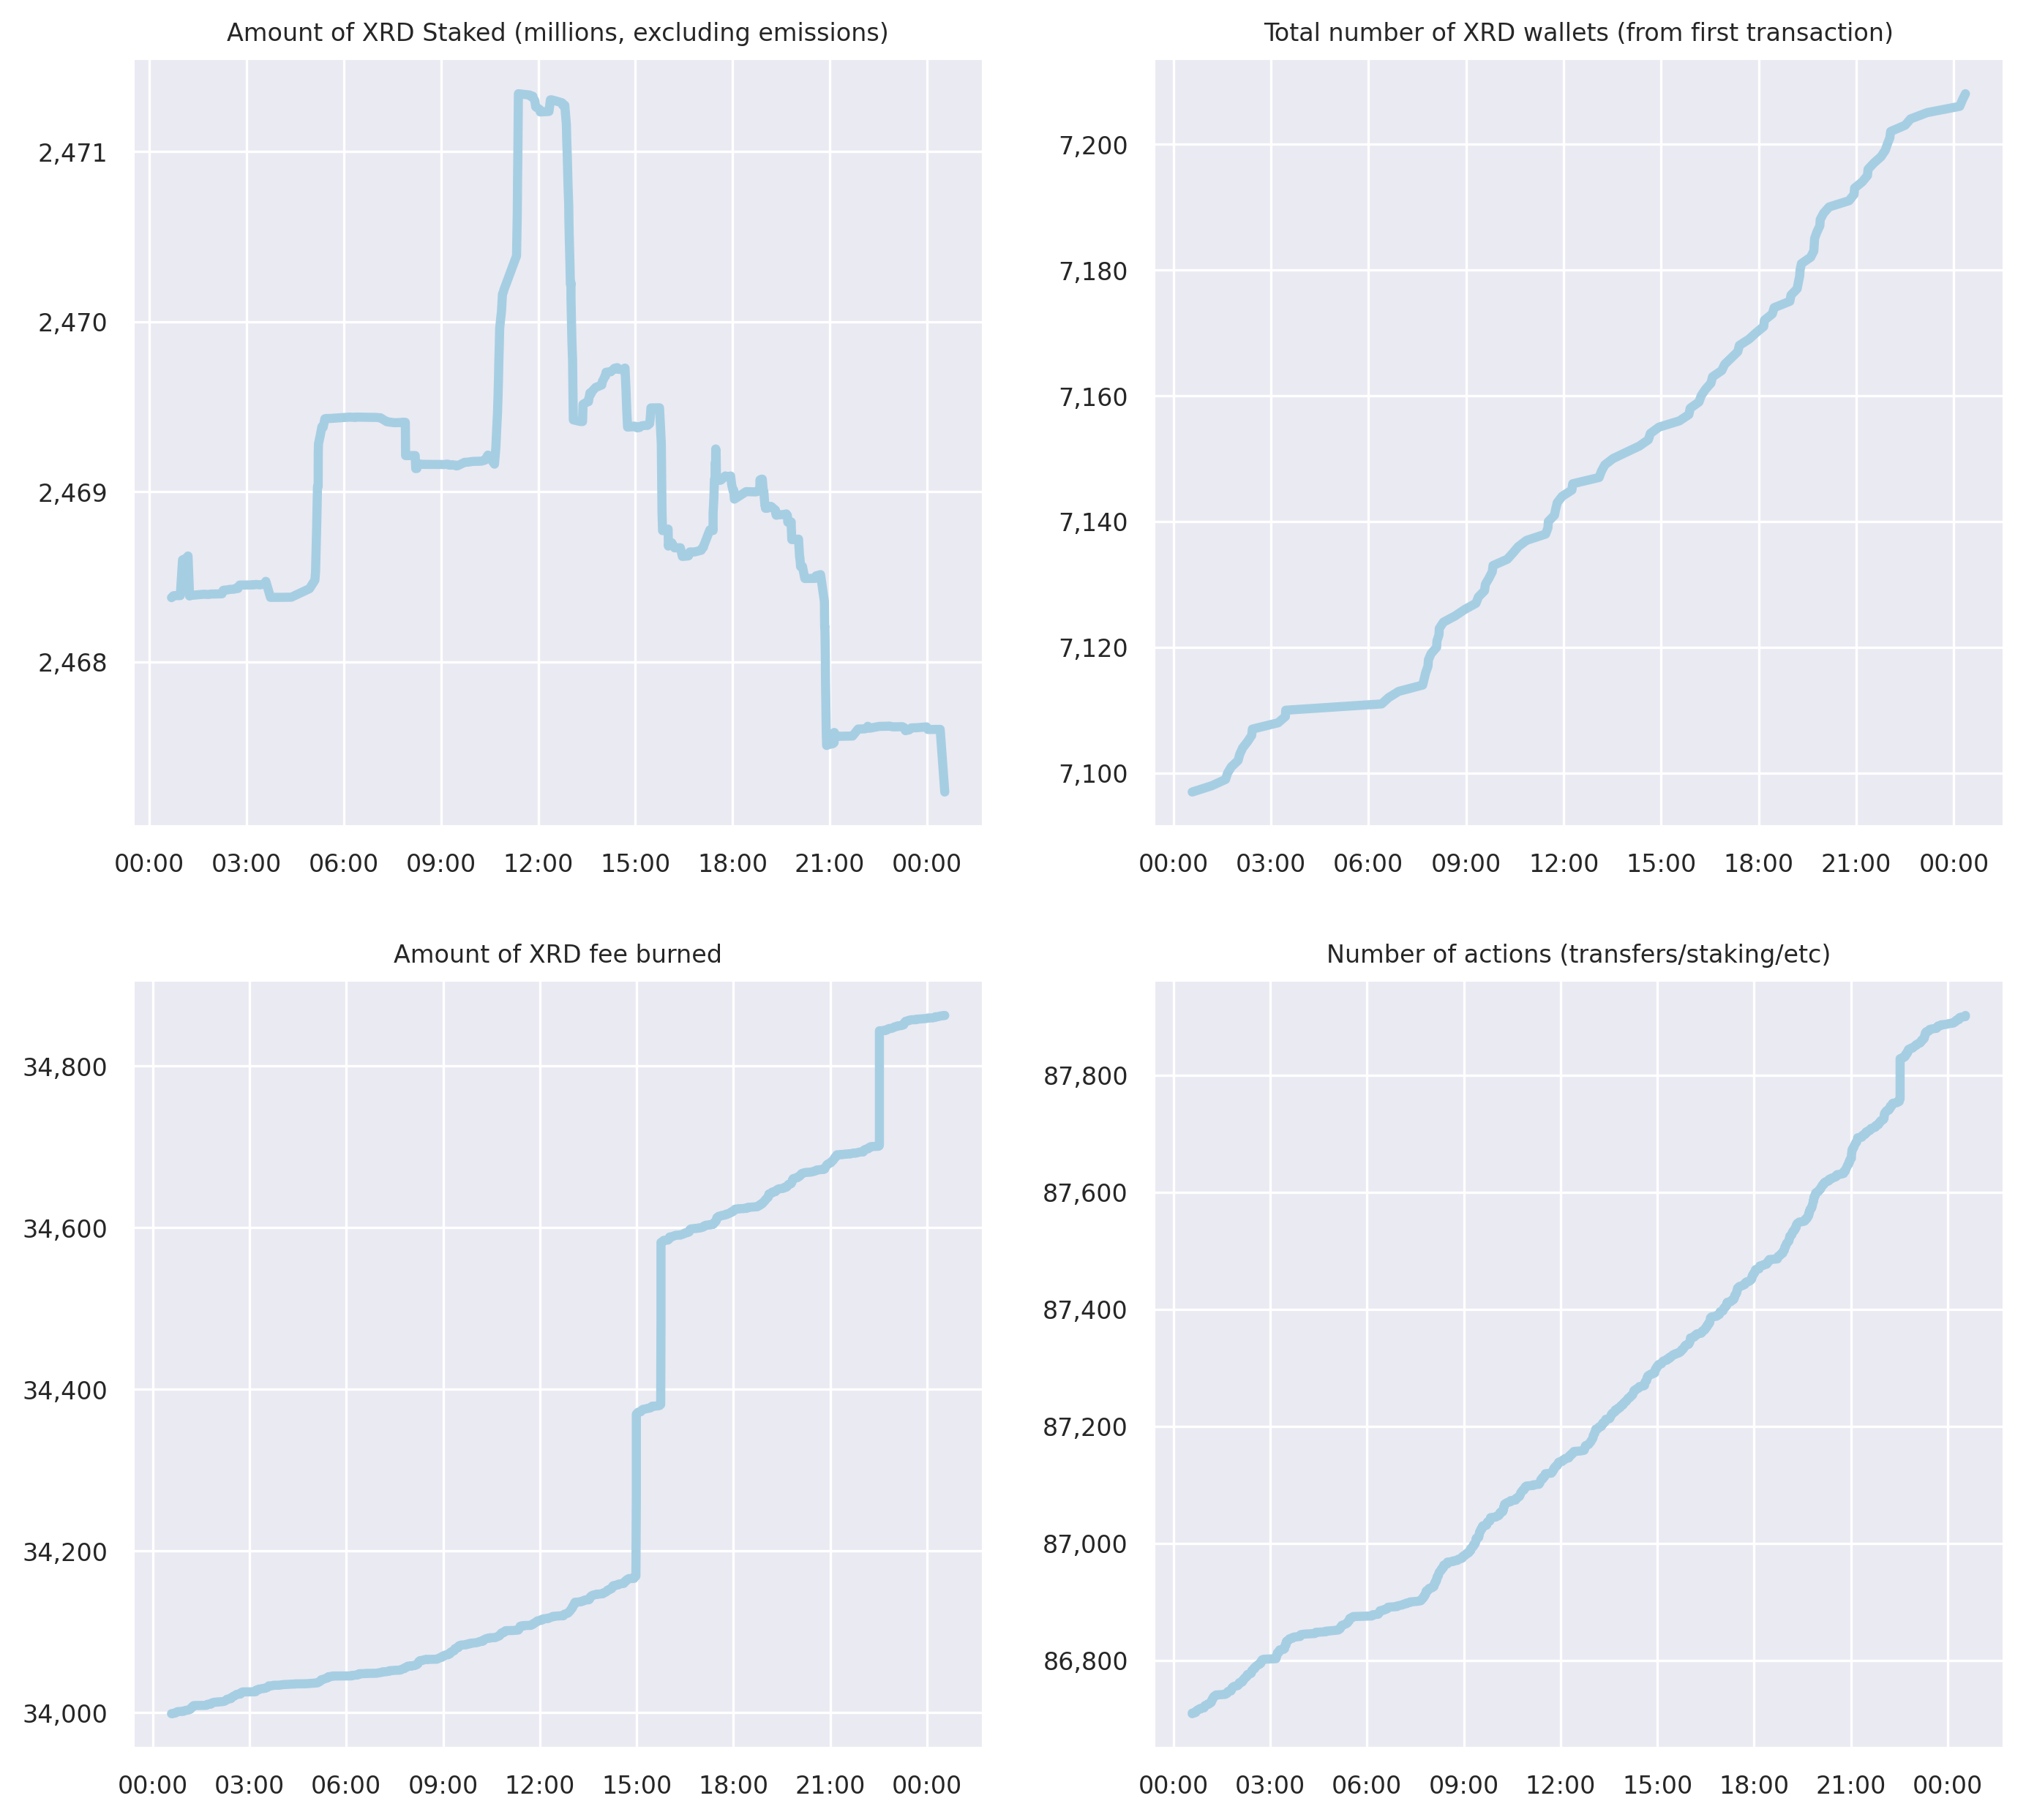 Amount of XRD Staked (millions, excluding emissions)
2,471
2,470
2,469
2,468
00:00 03:00 06:00 09:00 12:00 15:00 18:00 21:00 00:00
Total number of XRD wallets (from first transaction)
7,200
7,180
7,160
7,140
7,120
7,100
00:00 03:00 06:00 09:00 12:00 15:00 18:00 21:00 00:00
Amount of XRD fee burned
34,800
34,600
34,400
34,200
34,000
00:00 03:00 06:00 09:00 12:00 15:00 18:00 21:00 00:00
Number of actions (transfers/staking/etc)
87,800
87,600
87,400
87,200
87,000
86,800
00:00 03:00 06:00 09:00 12:00 15:00 18:00 21:00 00:00